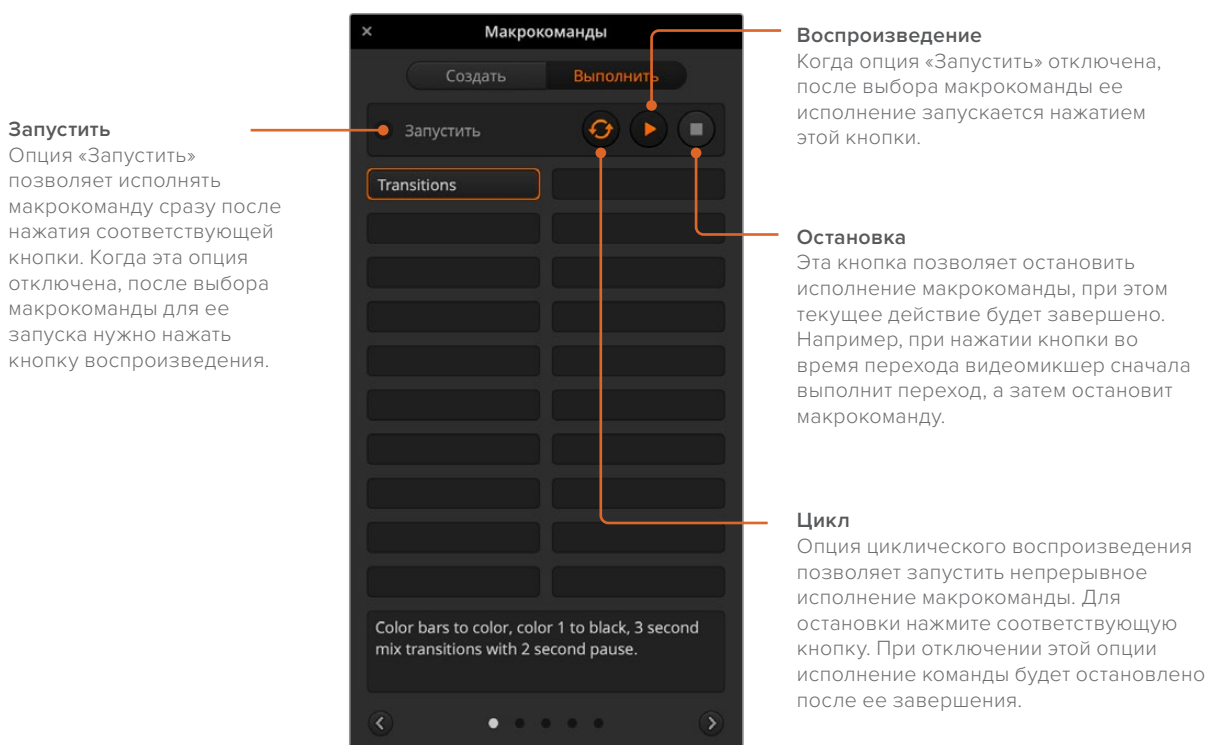 Запустить
Опция «Запустить»
позволяет исполнять
макрокоманду сразу после
нажатия соответствующей
кнопки. Когда эта опция
отключена, после выбора
макрокоманды для ее
запуска нужно нажать
кнопку воспроизведения.
Макрокоманды
Создать
Выполнить
Запустить
Transitions
Color bars to color, color 1 to black, 3 second
mix transitions with 2 second pause.
Воспроизведение
Когда опция «Запустить» отключена,
после выбора макрокоманды ее
исполнение запускается нажатием
этой кнопки.
Остановка
Эта кнопка позволяет остановить
исполнение макрокоманды, при этом
текущее действие будет завершено.
Например, при нажатии кнопки во
время перехода видеомикшер сначала
выполнит переход, а затем остановит
макрокоманду.
Цикл
Опция циклического воспроизведения
позволяет запустить непрерывное
исполнение макрокоманды. Для
остановки нажмите соответствующую
кнопку. При отключении этой опции
исполнение команды будет остановлено
после ее завершения.